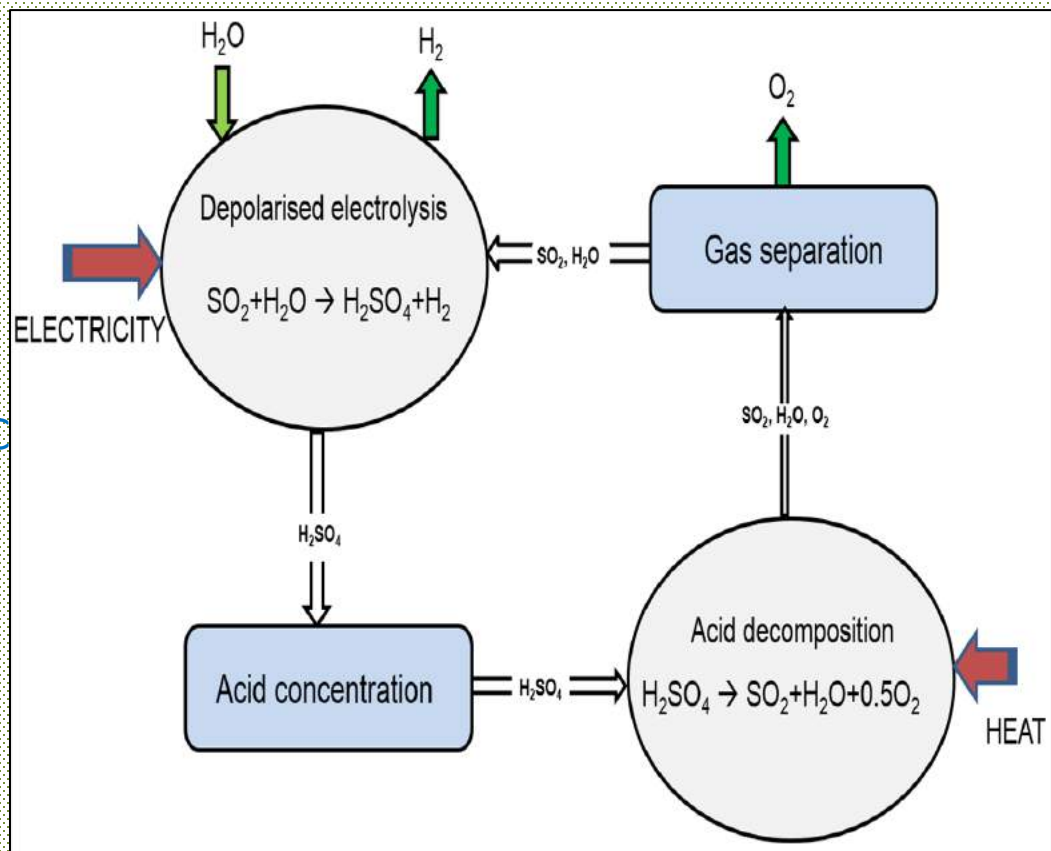 H₂O
H₂
O₂
Depolarised electrolysis
SO₂+H₂O → H₂SO₄+H₂
ELECTRICITY
SO₂, H₂O
Gas separation
SO₂, H₂O, O₂
H₂SO₄
Acid concentration
H₂SO₄
Acid decomposition
H₂SO₄ → SO₂+H₂O+0.5O₂
HEAT